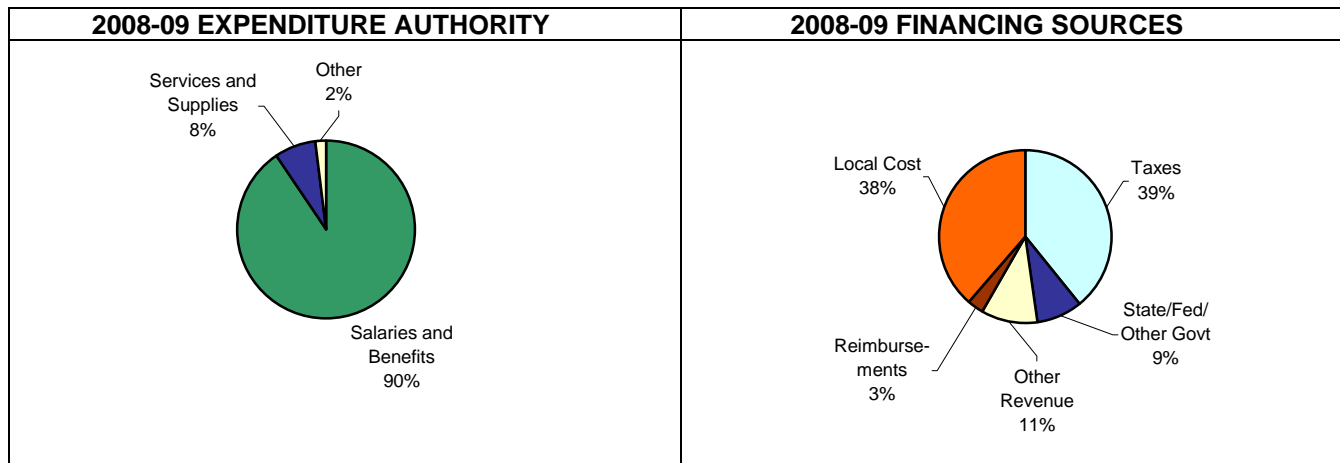 2008-09 EXPENDITURE AUTHORITY
Other
2%
Services and
Supplies
8%
Salaries and
Benefits
90%
2008-09 FINANCING SOURCES
Local Cost
38%
Taxes
39%
State/Fed/
Other Govt
9%
Reimburse-
ments
3%
Other
Revenue
11%